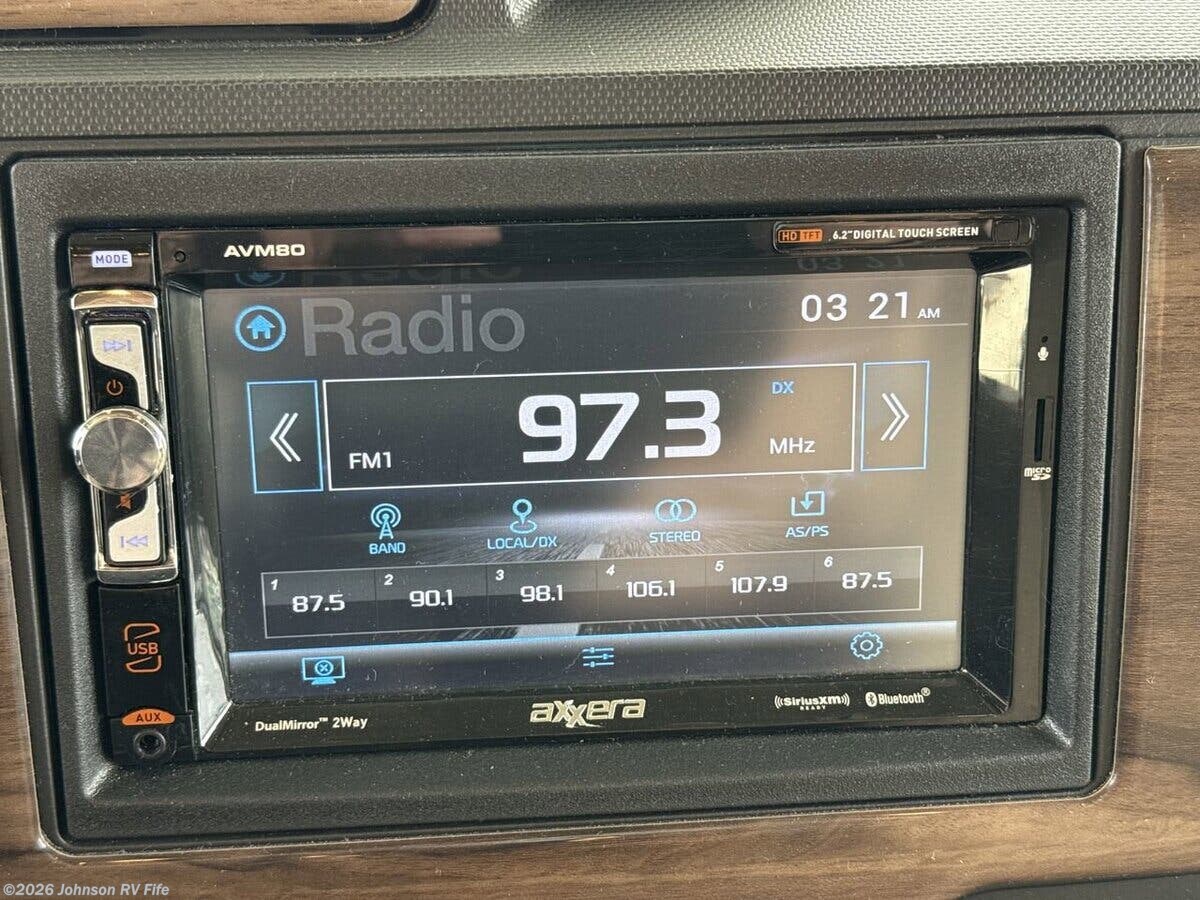 AVM80
HD TFT 6.2" DIGITAL TOUCH SCREEN
MODE
Radio
03 21 AM
97.3
DX
FM1
MHz
BAND
LOCAL/DX
STEREO
AS/PS
1 87.5
2 90.1
3 98.1
4 106.1
5 107.9
6 87.5
micro SD
USB
AUX
DualMirror™ 2Way
axxera
((SiriusXM)) READY
Bluetooth®
©2026 Johnson RV Fife